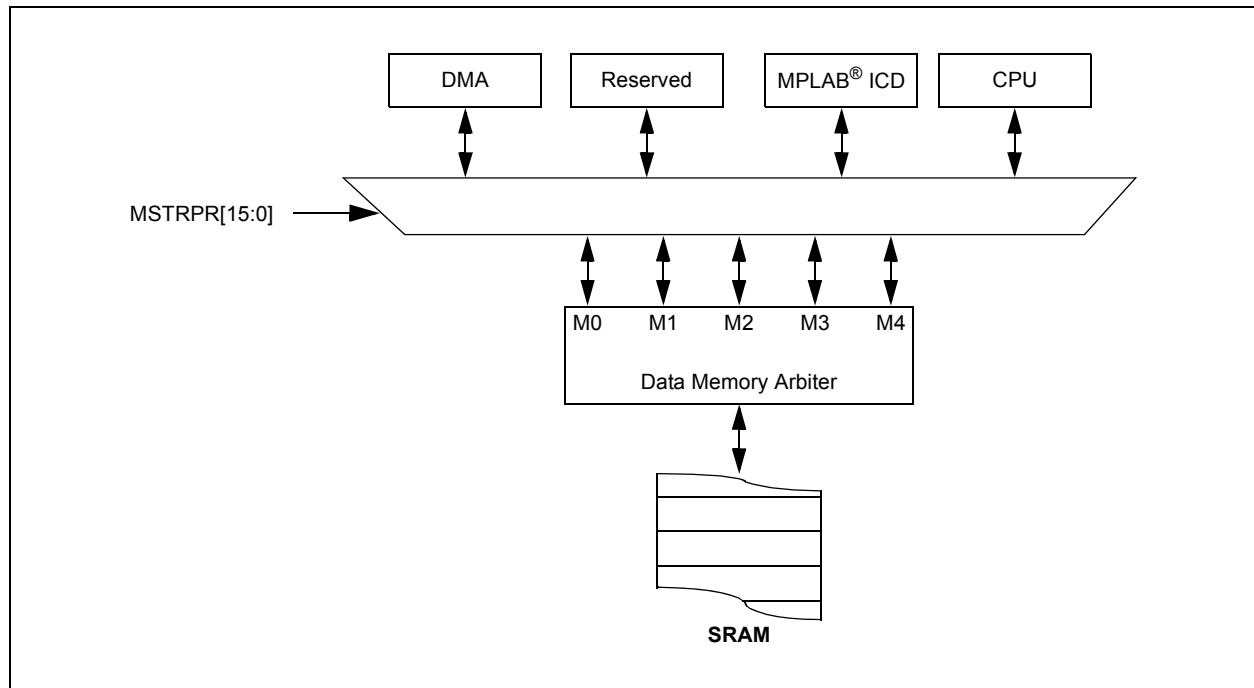 DMA
Reserved
MPLAB® ICD
CPU
MSTRPR[15:0]
M0
M1
M2
M3
M4
Data Memory Arbiter
SRAM